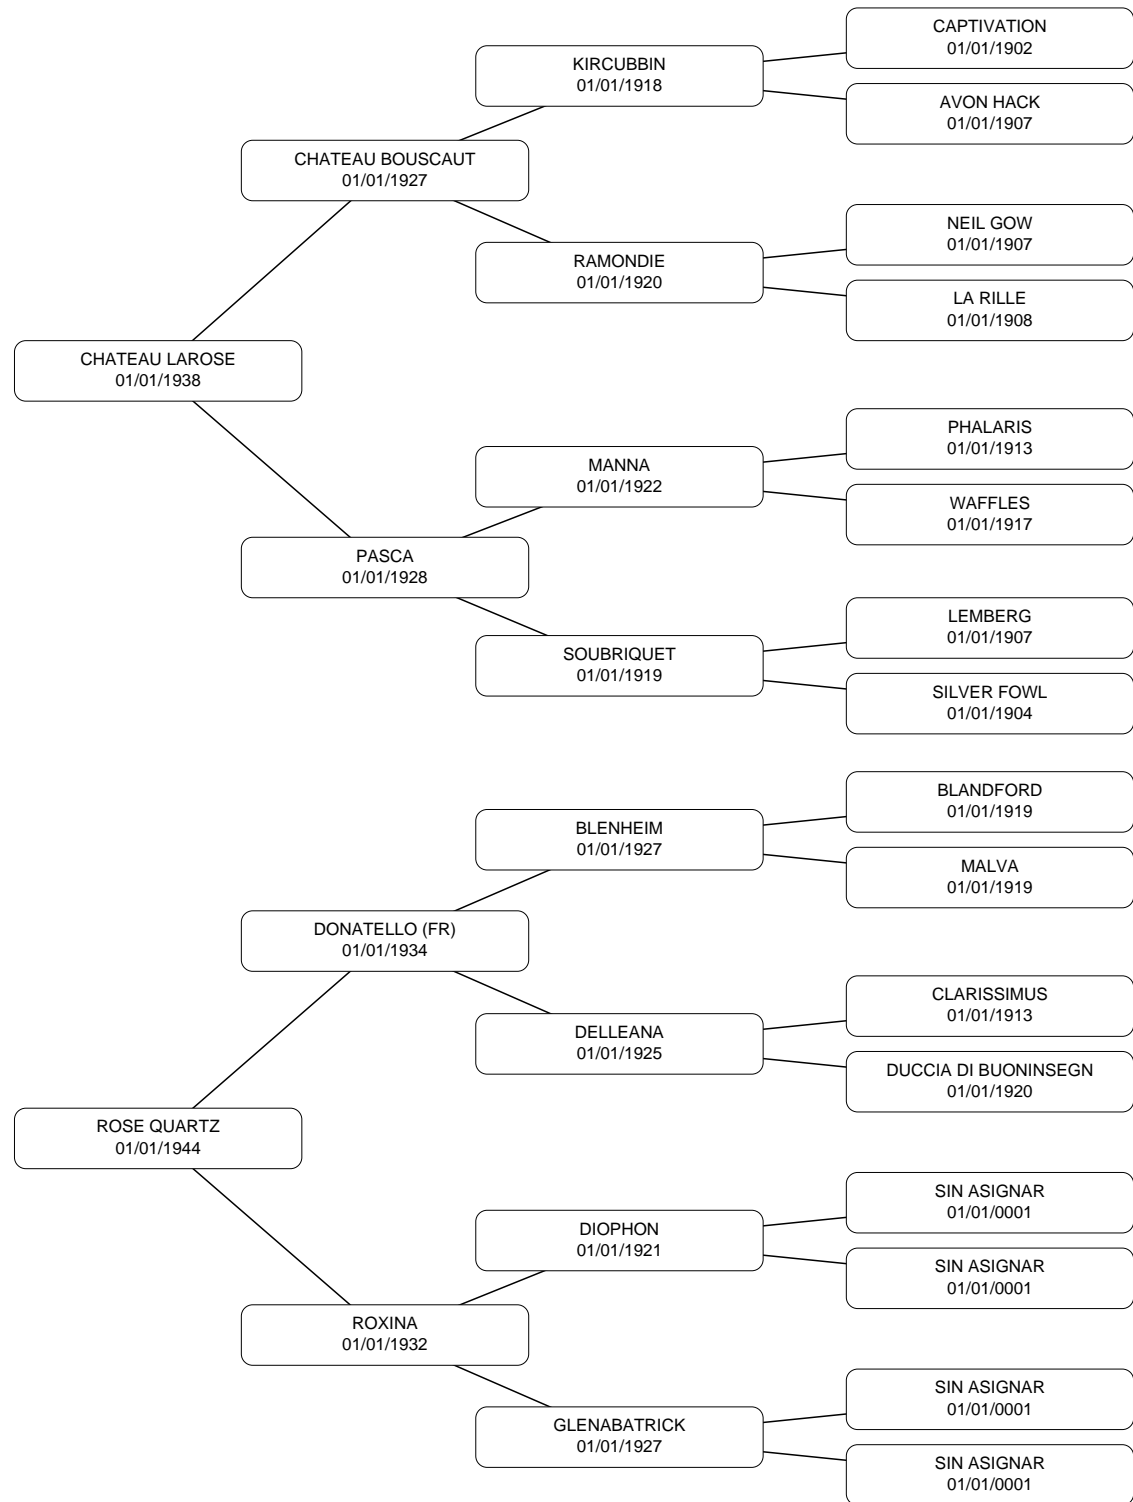 CAPTIVATION
01/01/1902
KIRCUBBIN
01/01/1918
AVON HACK
01/01/1907
CHATEAU BOUSCAUT
01/01/1927
NEIL GOW
01/01/1907
RAMONDIE
01/01/1920
LA RILLE
01/01/1908
CHATEAU LAROSE
01/01/1938
PHALARIS
01/01/1913
MANNA
01/01/1922
WAFFLES
01/01/1917
PASCA
01/01/1928
LEMBERG
01/01/1907
SOUBRIQUET
01/01/1919
SILVER FOWL
01/01/1904
BLANDFORD
01/01/1919
BLENHEIM
01/01/1927
MALVA
01/01/1919
DONATELLO (FR)
01/01/1934
CLARISSIMUS
01/01/1913
DELLEANA
01/01/1925
DUCCIA DI BUONINSEGN
01/01/1920
ROSE QUARTZ
01/01/1944
SIN ASIGNAR
01/01/0001
DIOPHON
01/01/1921
SIN ASIGNAR
01/01/0001
ROXINA
01/01/1932
SIN ASIGNAR
01/01/0001
GLENABATRICK
01/01/1927
SIN ASIGNAR
01/01/0001